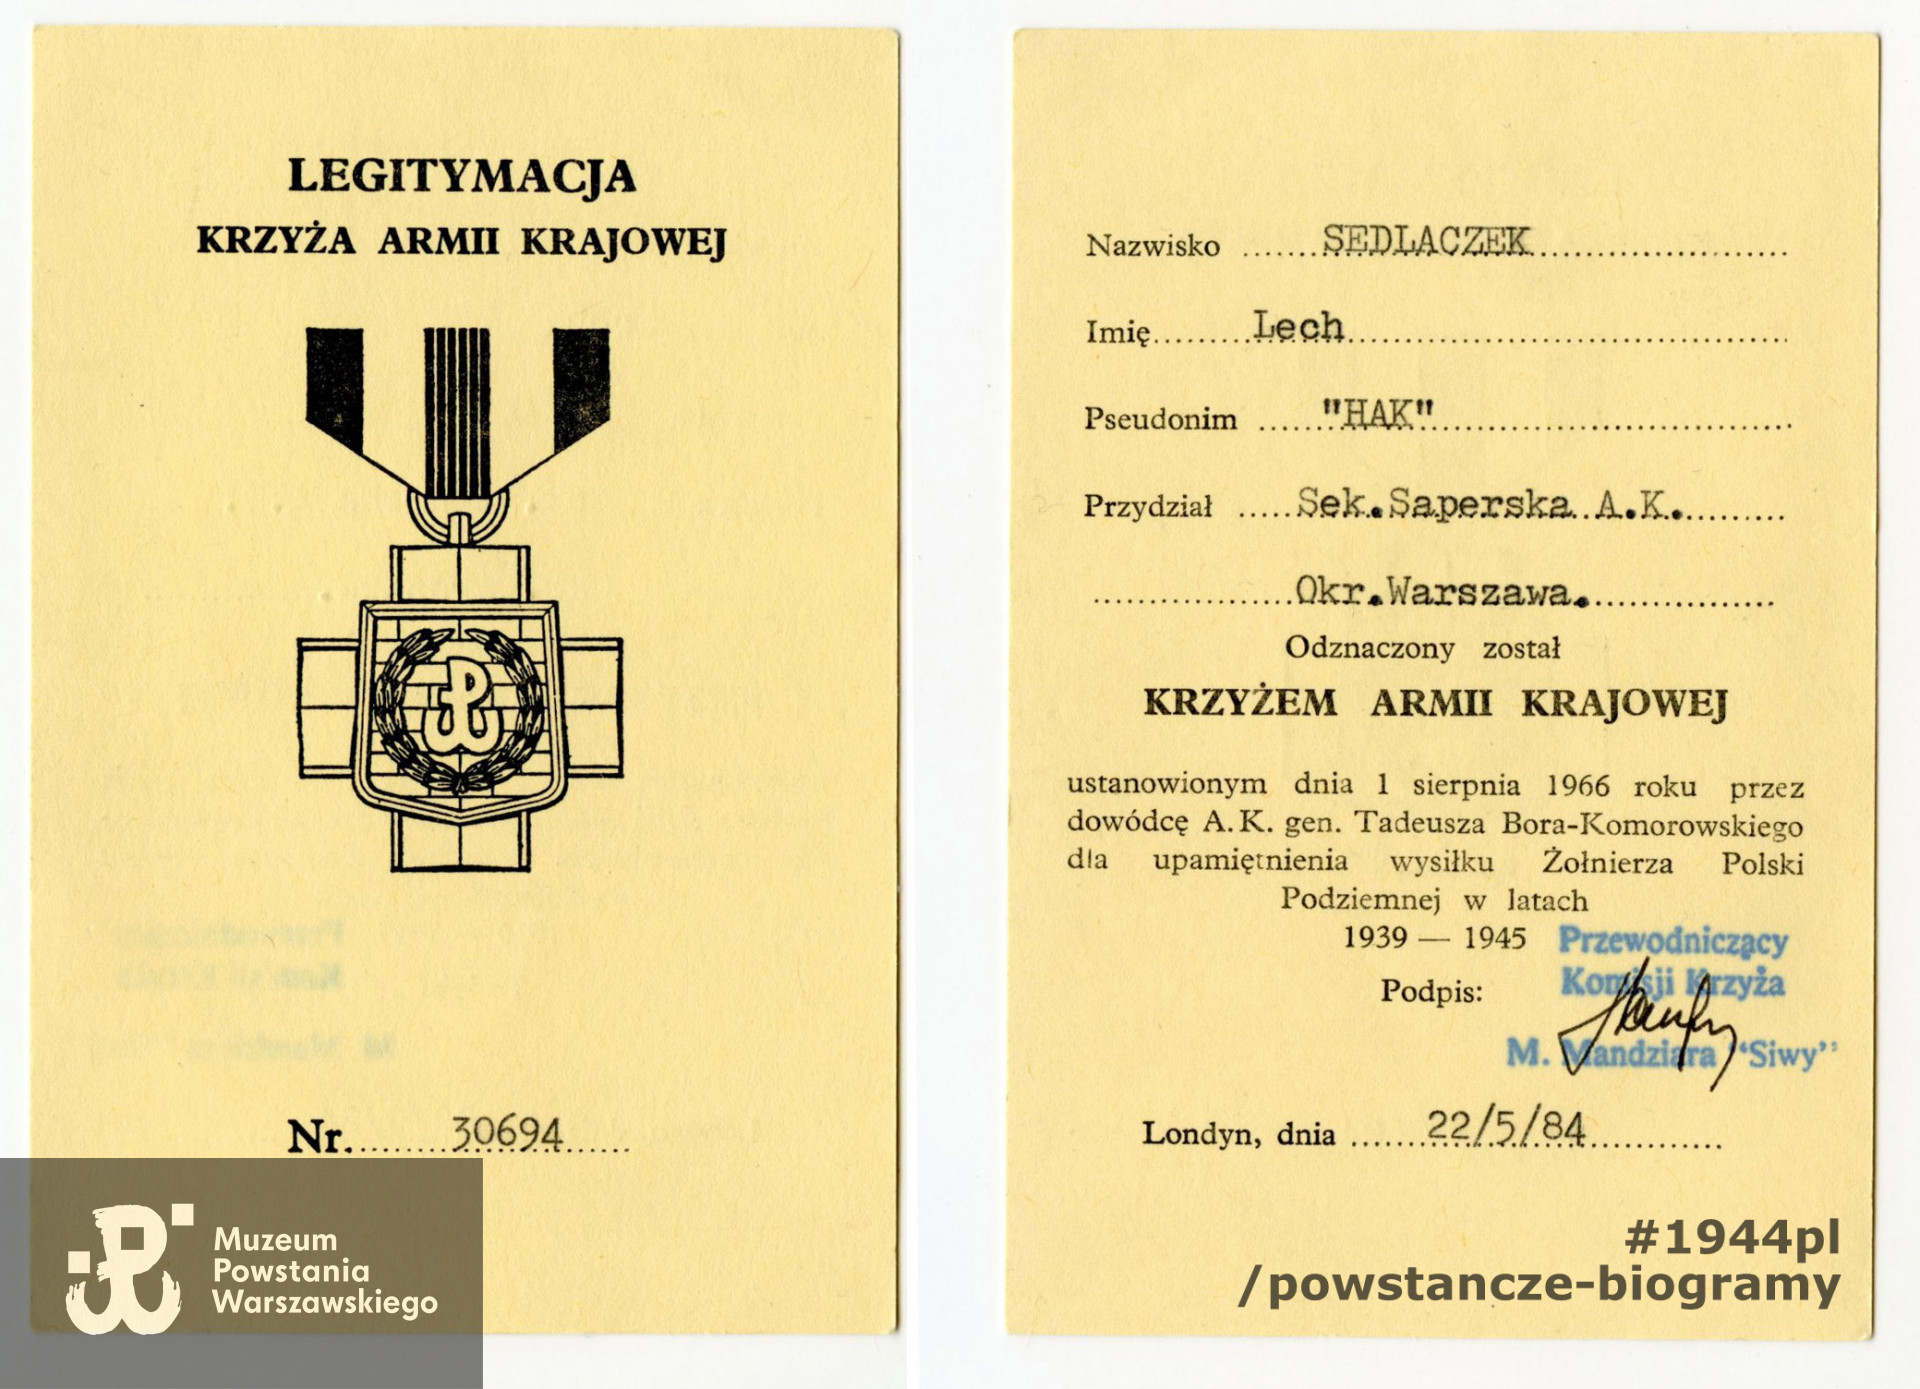 LEGITYMACJA
KRZYŻA ARMII KRAJOWEJ
Nr. 30694
Muzeum
Powstania
Warszawskiego
Nazwisko SEDLACZEK
Imię Lech
Pseudonim "HAK"
Przydział Sek.Saperska A.K.
Okr.Warszawa.
Odznaczony został
KRZYŻEM ARMII KRAJOWEJ
ustanowionym dnia 1 sierpnia 1966 roku przez
dowódcę A.K. gen. Tadeusza Bora-Komorowskiego
dla upamiętnienia wysiłku Żołnierza Polski
Podziemnej w latach
1939 — 1945
Przewodniczący
Komisji Krzyża
Podpis:
M. Mandziara "Siwy"
Londyn, dnia 22/5/84
#1944pl
/powstancze-biogramy